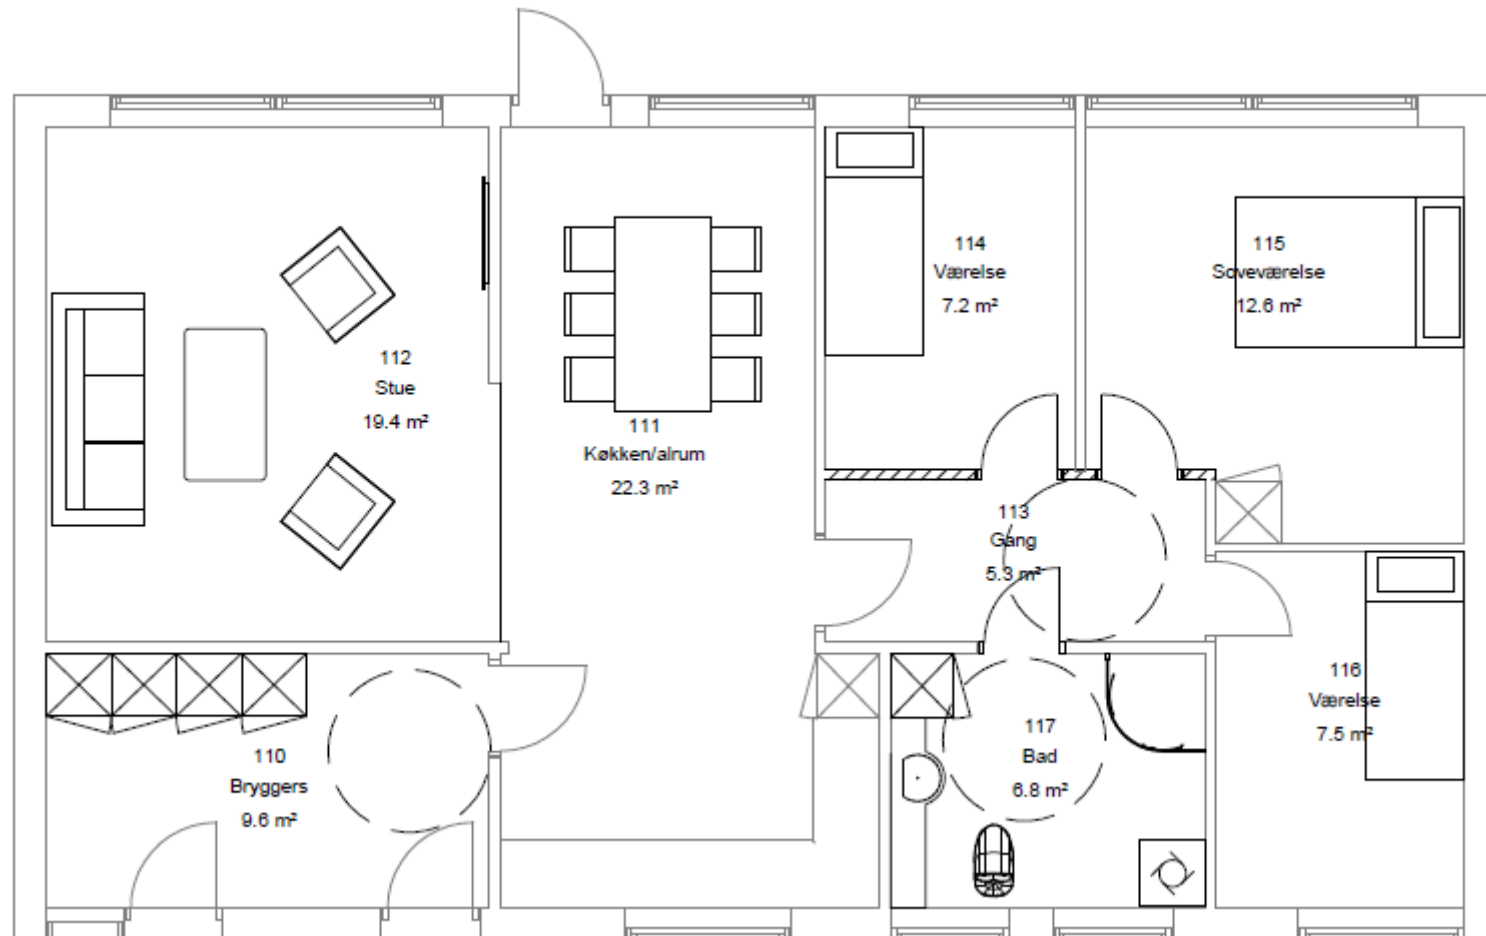 114
Værelse
7.2 m²
115
Soveværelse
12.6 m²
112
Stue
19.4 m²
111
Køkken/alrum
22.3 m²
113
Gang
5.3 m²
116
Værelse
7.5 m²
117
Bad
6.8 m²
110
Bryggers
9.6 m²